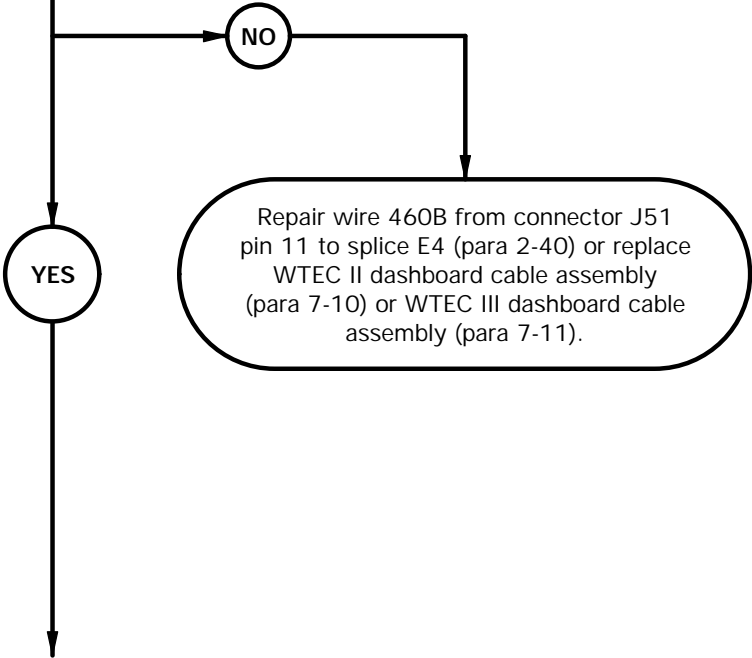 NO
YES
Repair wire 460B from connector J51
pin 11 to splice E4 (para 2-40) or replace
WTEC II dashboard cable assembly
(para 7-10) or WTEC III dashboard cable
assembly (para 7-11).